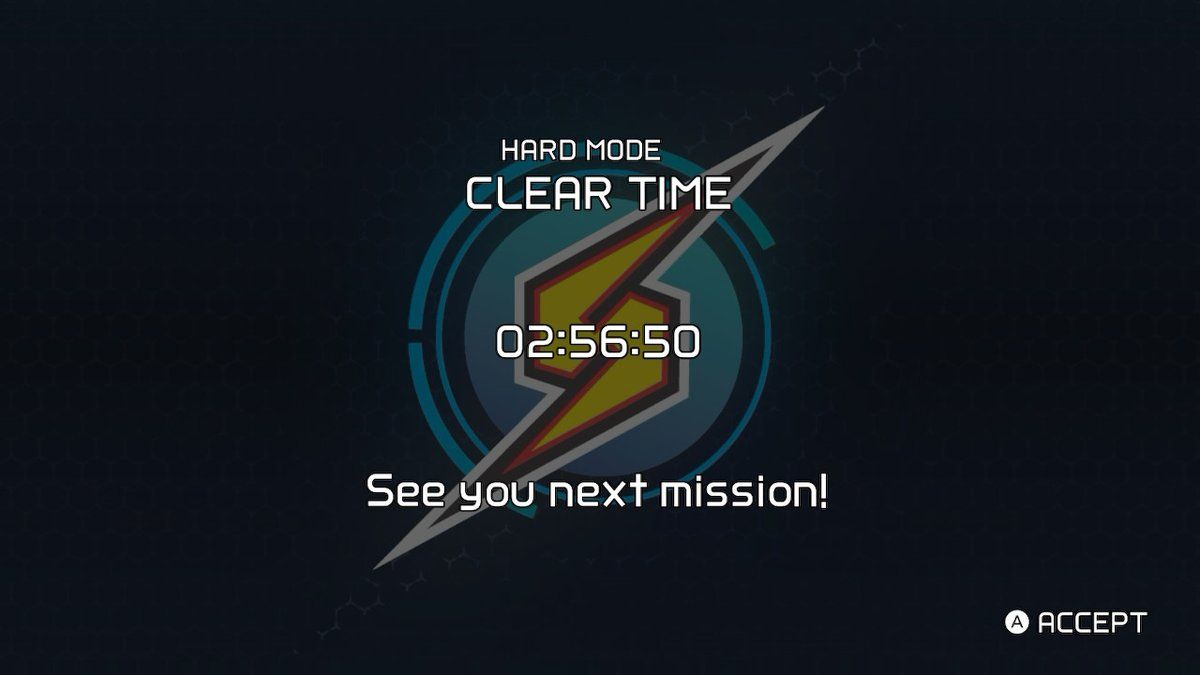 HARD MODE
CLEAR TIME
02:56:50
See you next mission!
A ACCEPT